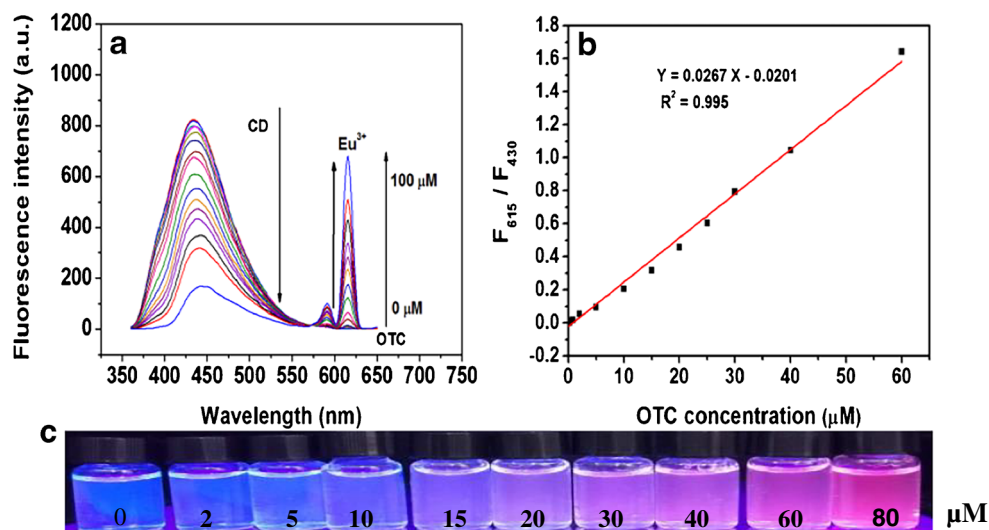 a
Fluorescence intensity (a.u.)
1200
1000
800
600
400
200
0
CD
Eu³⁺
100 μM
0 μM
OTC
350 400 450 500 550 600 650 700 750
Wavelength (nm)
b
F₆₁₅ / F₄₃₀
1.8
1.6
1.4
1.2
1.0
0.8
0.6
0.4
0.2
0.0
-0.2
Y = 0.0267 X - 0.0201
R² = 0.995
0 10 20 30 40 50 60
OTC concentration (μM)
c
0 2 5 10 15 20 30 40 60 80 μM